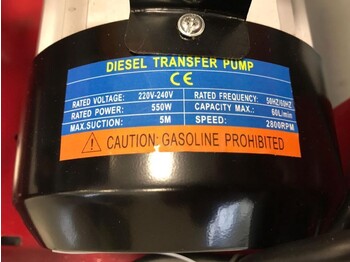 DIESEL TRANSFER PUMP
CE
RATED VOLTAGE: 220V-240V RATED FREQUENCY: 50HZ/60HZ
RATED POWER: 550W CAPACITY MAX.: 60L/min
MAX.SUCTION: 5M SPEED: 2800RPM
CAUTION: GASOLINE PROHIBITED